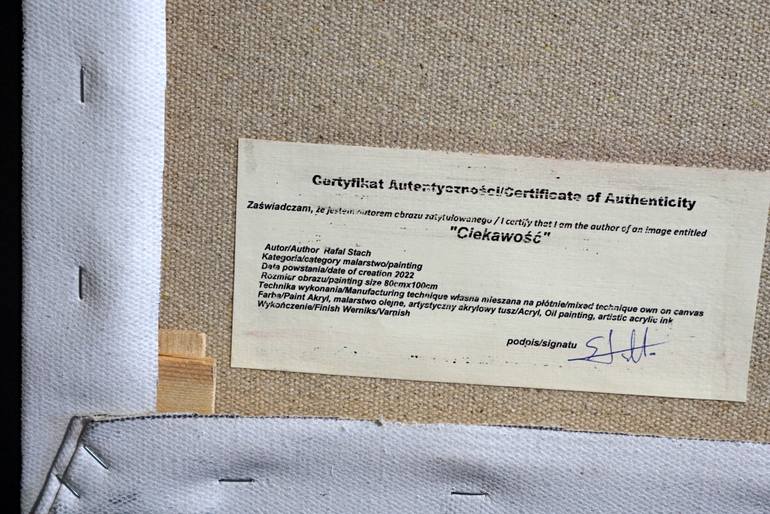 Certyfikat Autentyczności/Certificate of Authenticity
Zaświadczam, że jestem autorem obrazu zatytułowanego / I certify that I am the author of an image entitled
"Ciekawość"
Autor/Author Rafal Stach
Kategoria/category malarstwo/painting
Data powstania/date of creation 2022
Rozmiar obrazu/painting size 80cmx100cm
Technika wykonania/Manufacturing technique własna mieszana na płótnie/mixed technique own on canvas
Farba/Paint Akryl, malarstwo olejne, artystyczny akrylowy tusz/Acryl, Oil painting, artistic acrylic ink
Wykończenie/Finish Werniks/Varnish
podpis/signatu